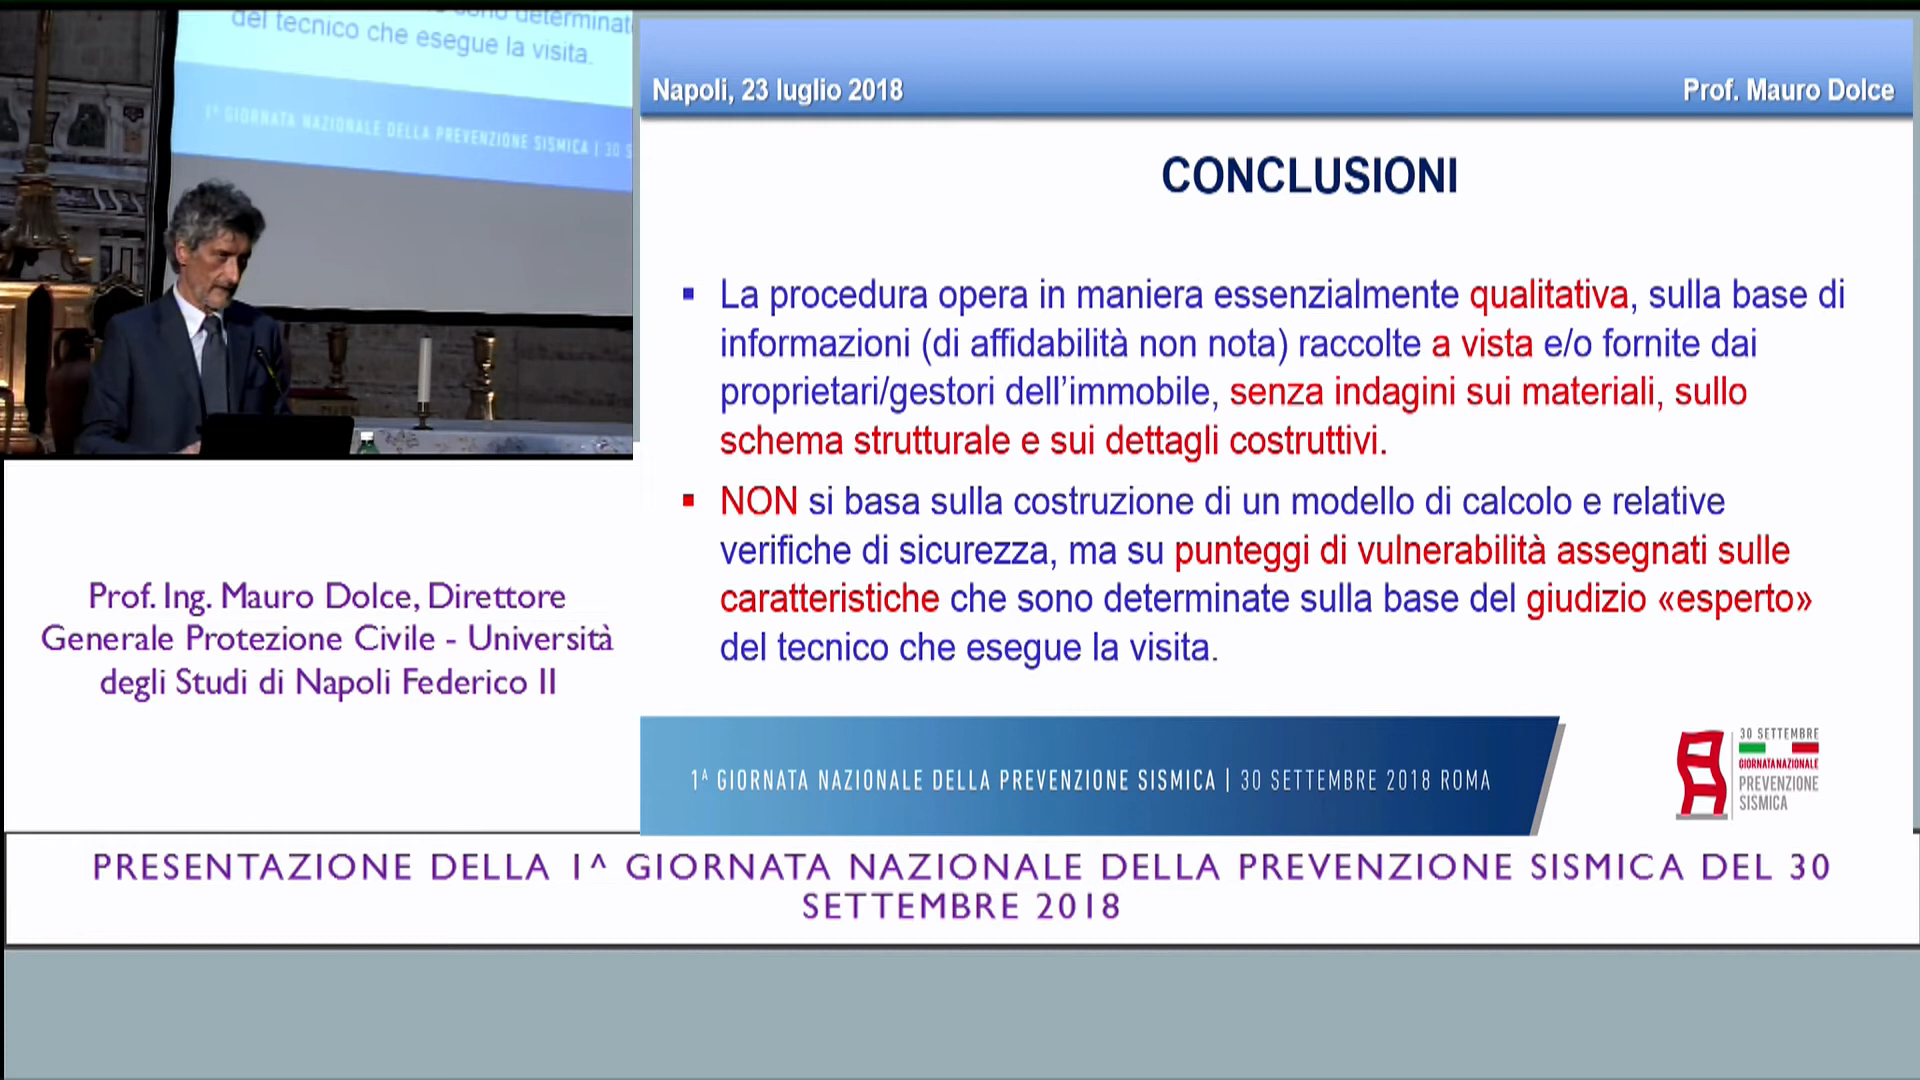 sono determinat
del tecnico che esegue la visita.
1ª GIORNATA NAZIONALE DELLA PREVENZIONE SISMICA | 30 S
Napoli, 23 luglio 2018
Prof. Mauro Dolce
CONCLUSIONI
▪ La procedura opera in maniera essenzialmente qualitativa, sulla base di
informazioni (di affidabilità non nota) raccolte a vista e/o fornite dai
proprietari/gestori dell’immobile, senza indagini sui materiali, sullo
schema strutturale e sui dettagli costruttivi.
▪ NON si basa sulla costruzione di un modello di calcolo e relative
verifiche di sicurezza, ma su punteggi di vulnerabilità assegnati sulle
caratteristiche che sono determinate sulla base del giudizio «esperto»
del tecnico che esegue la visita.
Prof. Ing. Mauro Dolce, Direttore
Generale Protezione Civile - Università
degli Studi di Napoli Federico II
1ᴬ GIORNATA NAZIONALE DELLA PREVENZIONE SISMICA | 30 SETTEMBRE 2018 ROMA
30 SETTEMBRE
GIORNATANAZIONALE
PREVENZIONE
SISMICA
PRESENTAZIONE DELLA 1^ GIORNATA NAZIONALE DELLA PREVENZIONE SISMICA DEL 30
SETTEMBRE 2018